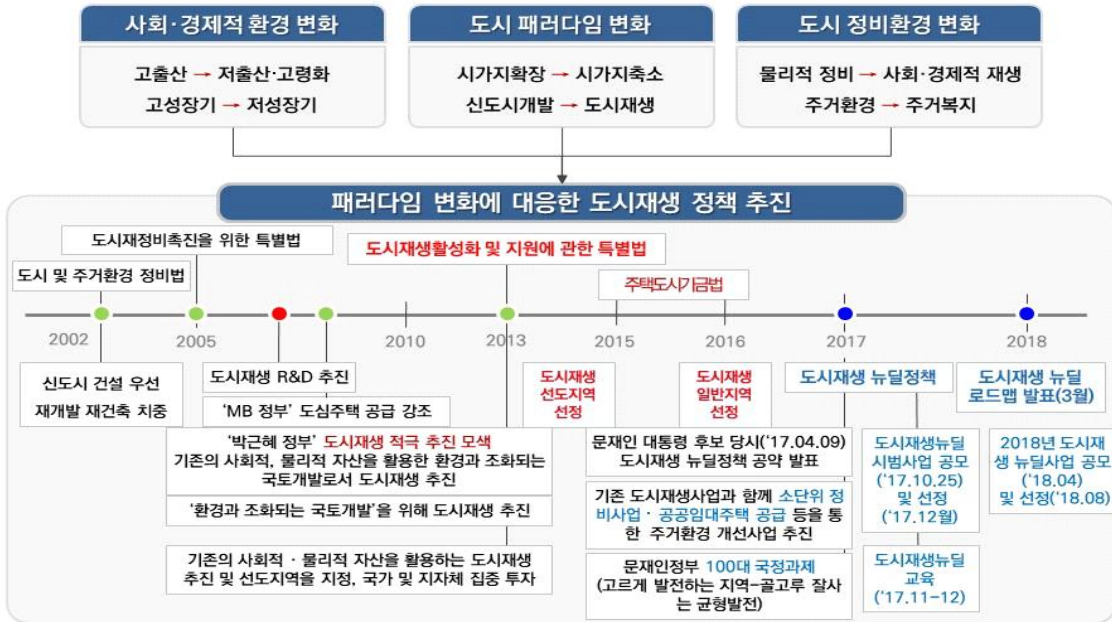 사회·경제적 환경 변화
고출산 → 저출산·고령화
고성장기 → 저성장기
도시 패러다임 변화
시가지확장 → 시가지축소
신도시개발 → 도시재생
도시 정비환경 변화
물리적 정비 → 사회·경제적 재생
주거환경 → 주거복지
패러다임 변화에 대응한 도시재생 정책 추진
도시재정비촉진을 위한 특별법
도시재생활성화 및 지원에 관한 특별법
도시 및 주거환경 정비법
주택도시기금법
2002
2005
2010
2013
2015
2016
2017
2018
신도시 건설 우선
재개발 재건축 치중
도시재생 R&D 추진
'MB 정부' 도심주택 공급 강조
'박근혜 정부' 도시재생 적극 추진 모색
기존의 사회적, 물리적 자산을 활용한 환경과 조화되는
국토개발로서 도시재생 추진
'환경과 조화되는 국토개발'을 위해 도시재생 추진
기존의 사회적·물리적 자산을 활용하는 도시재생
추진 및 선도지역을 지정, 국가 및 지자체 집중 투자
도시재생
선도지역
선정
도시재생
일반지역
선정
문재인 대통령 후보 당시('17.04.09)
도시재생 뉴딜정책 공약 발표
기존 도시재생사업과 함께 소단위 정
비사업·공공임대주택 공급 등을 통
한 주거환경 개선사업 추진
문재인정부 100대 국정과제
(고르게 발전하는 지역-골고루 잘사
는 균형발전)
도시재생 뉴딜정책
도시재생뉴딜
시범사업 공모
('17.10.25)
및 선정
('17.12월)
도시재생뉴딜
교육
('17.11-12)
도시재생 뉴딜
로드맵 발표(3월)
2018년 도시재
생 뉴딜사업 공모
('18.04)
및 선정('18.08)